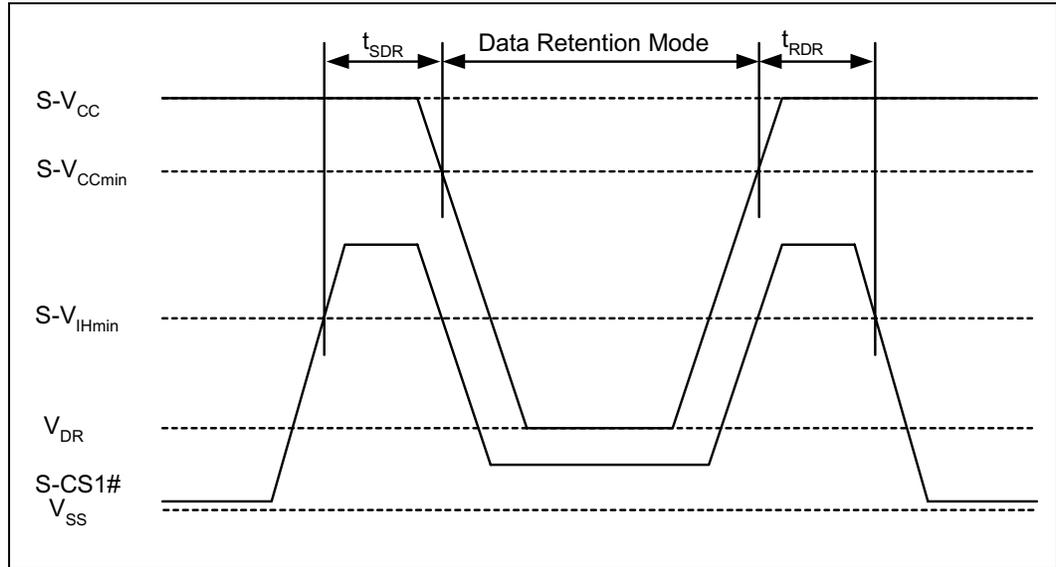 tSDR Data Retention Mode tRDR
S-VCC
S-VCCmin
S-VIHmin
VDR
S-CS1#
VSS